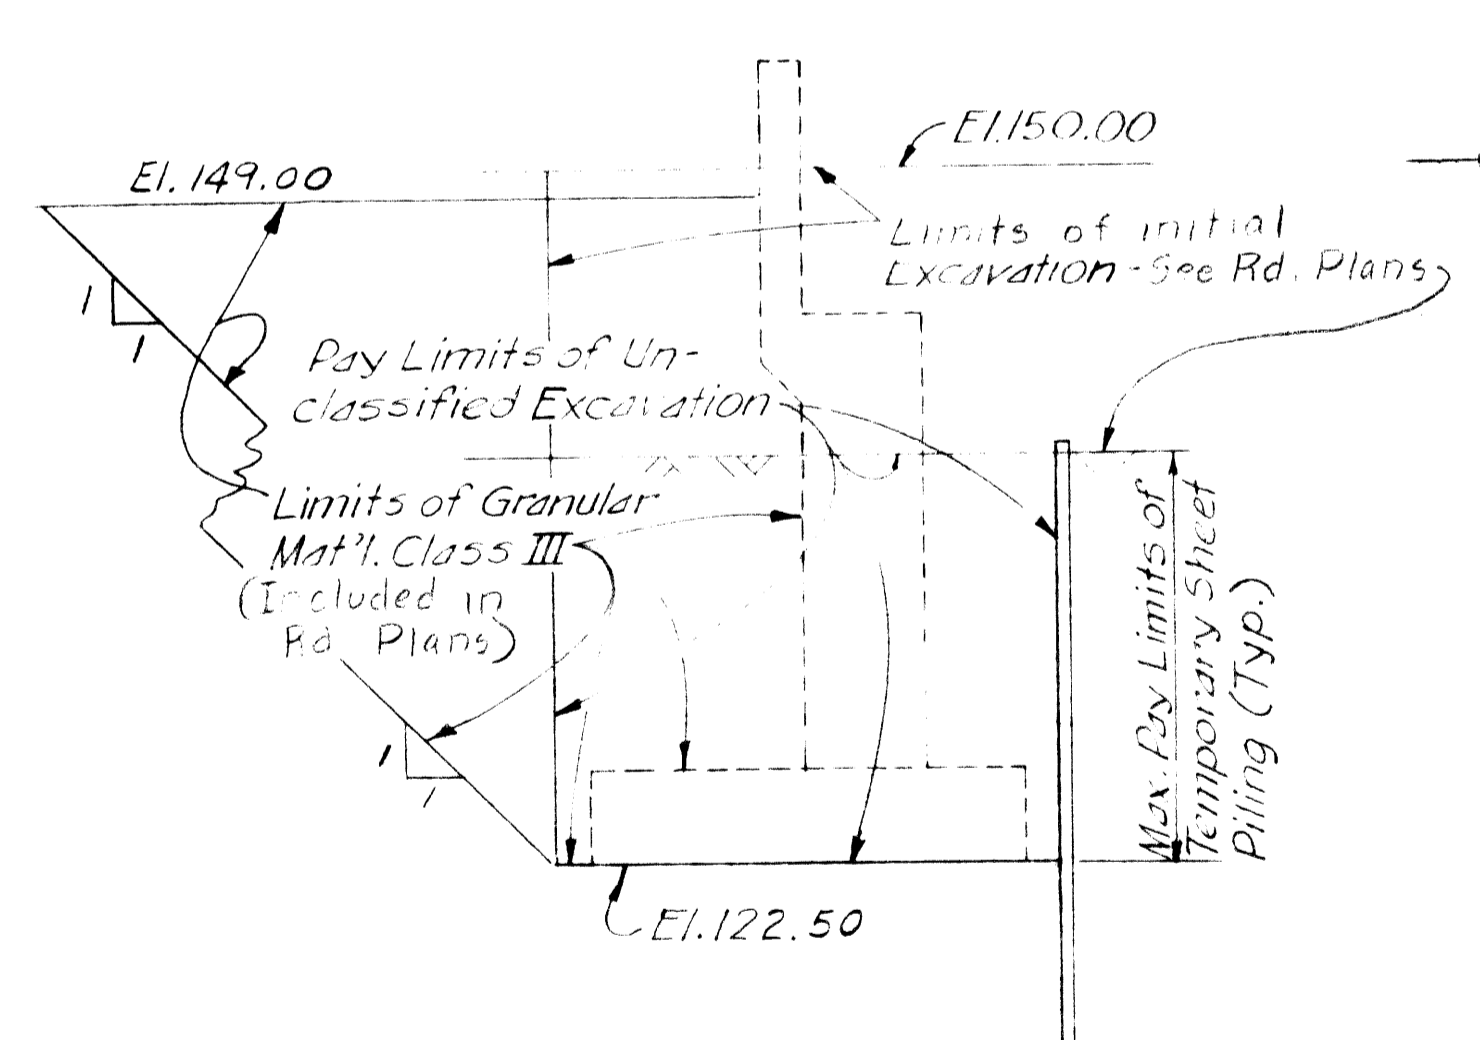 El. 150.00
El. 149.00
Limits of initial
Excavation - See Rd. Plans
1
1
Pay Limits of Un-
classified Excavation
Limits of Granular
Mat'l. Class III
(Included in
Rd Plans)
1
1
Max. Pay Limits of
Temporary Sheet
Piling (Typ.)
El. 122.50